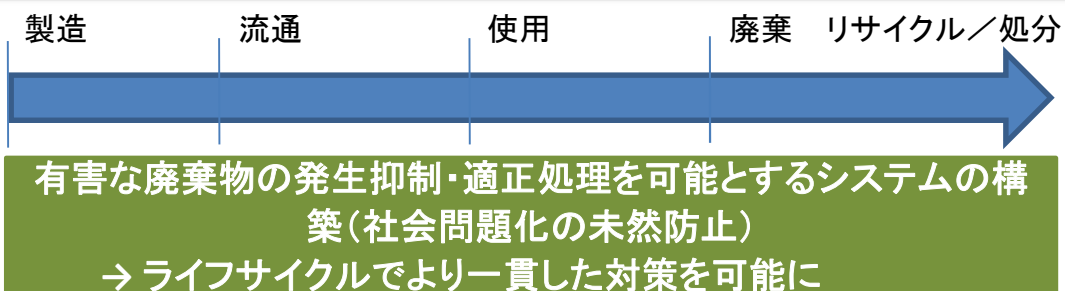 製造 流通 使用 廃棄 リサイクル／処分
有害な廃棄物の発生抑制・適正処理を可能とするシステムの構
築（社会問題化の未然防止）
→ライフサイクルでより一貫した対策を可能に